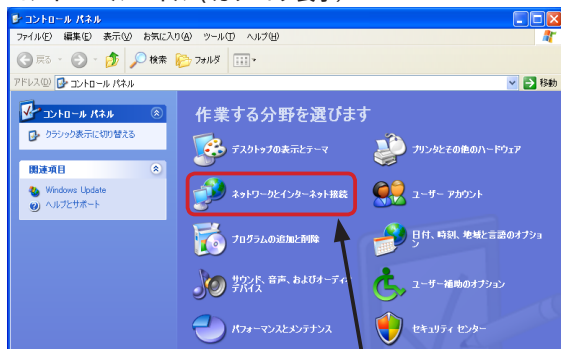 コントロール パネル
ファイル(F) 編集(E) 表示(V) お気に入り(A) ツール(T) ヘルプ(H)
戻る 検索 フォルダ
アドレス(D) コントロール パネル 移動
コントロール パネル
クラシック表示に切り替える
関連項目
Windows Update
ヘルプとサポート
作業する分野を選びます
デスクトップの表示とテーマ
プリンタとその他のハードウェア
ネットワークとインターネット接続
ユーザー アカウント
プログラムの追加と削除
日付、時刻、地域と言語のオプショ
ン
サウンド、音声、およびオーディオ
デバイス
ユーザー補助のオプション
パフォーマンスとメンテナンス
セキュリティ センター